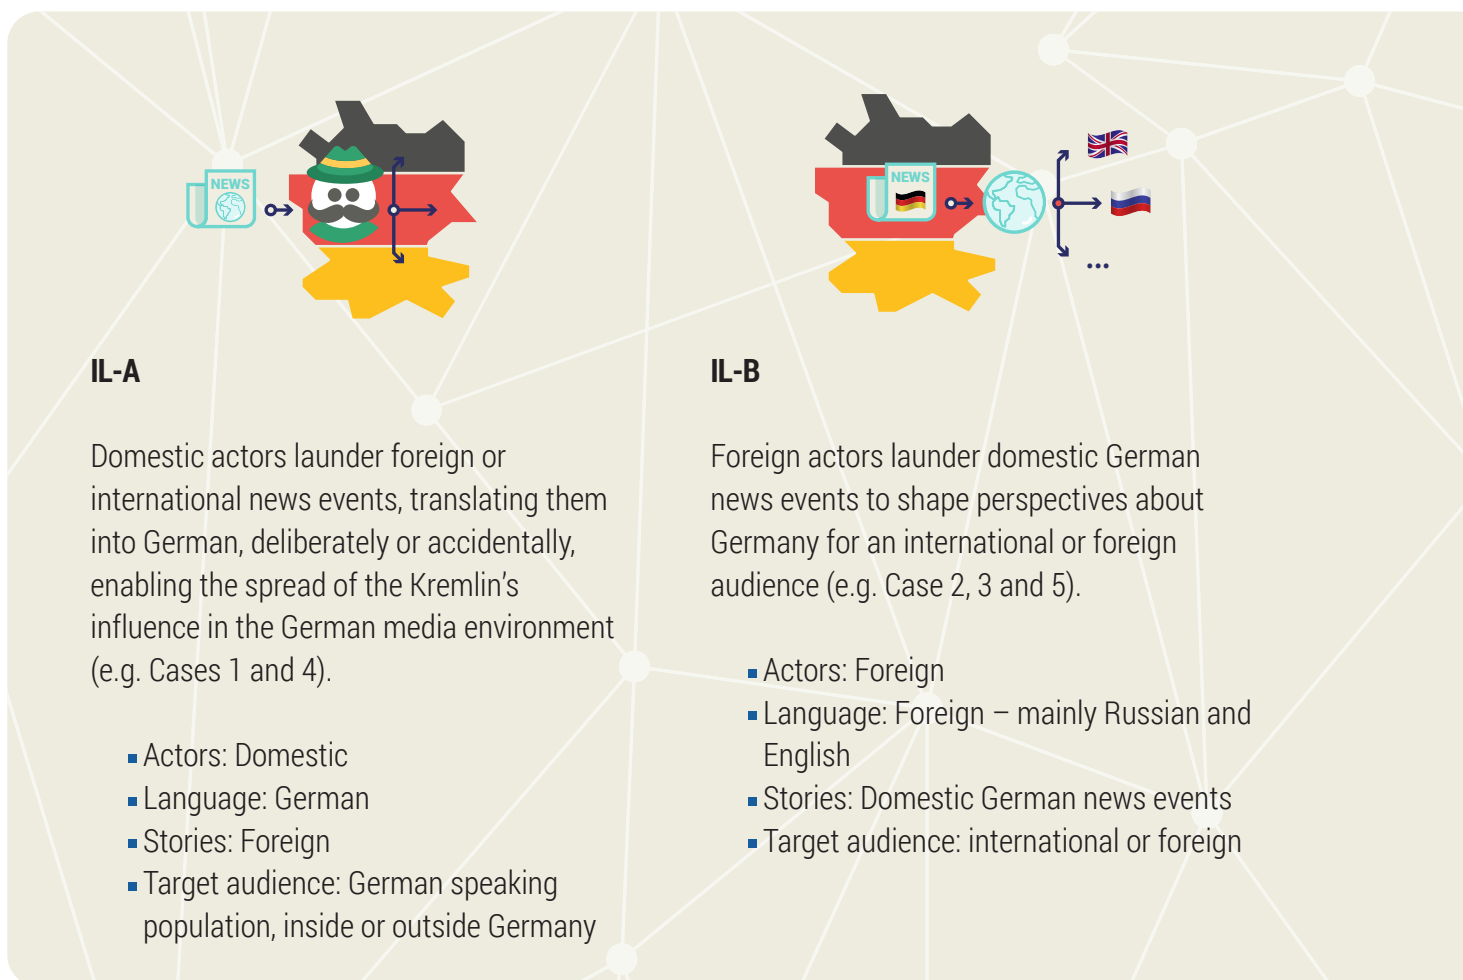 NEWS
IL-A
Domestic actors launder foreign or
international news events, translating them
into German, deliberately or accidentally,
enabling the spread of the Kremlin’s
influence in the German media environment
(e.g. Cases 1 and 4).
Actors: Domestic
Language: German
Stories: Foreign
Target audience: German speaking
population, inside or outside Germany
NEWS
...
IL-B
Foreign actors launder domestic German
news events to shape perspectives about
Germany for an international or foreign
audience (e.g. Case 2, 3 and 5).
Actors: Foreign
Language: Foreign – mainly Russian and
English
Stories: Domestic German news events
Target audience: international or foreign